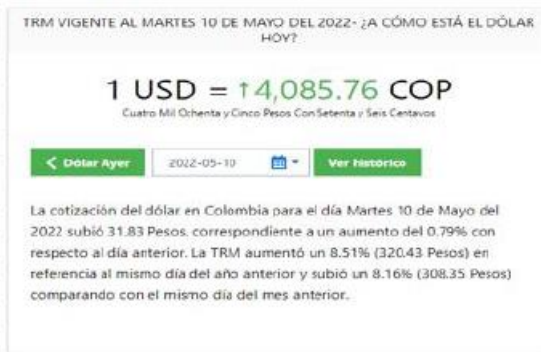 TRM VIGENTE AL MARTES 10 DE MAYO DEL 2022- ¿A CÓMO ESTÁ EL DÓLAR
HOY?
1 USD = ↑4,085.76 COP
Cuatro Mil Ochenta y Cinco Pesos Con Setenta y Seis Centavos
< Dólar Ayer 2022-05-10 Ver histórico
La cotización del dólar en Colombia para el día Martes 10 de Mayo del
2022 subió 31.83 Pesos, correspondiente a un aumento del 0.79% con
respecto al día anterior. La TRM aumentó un 8.51% (320.43 Pesos) en
referencia al mismo día del año anterior y subió un 8.16% (308.35 Pesos)
comparando con el mismo día del mes anterior.